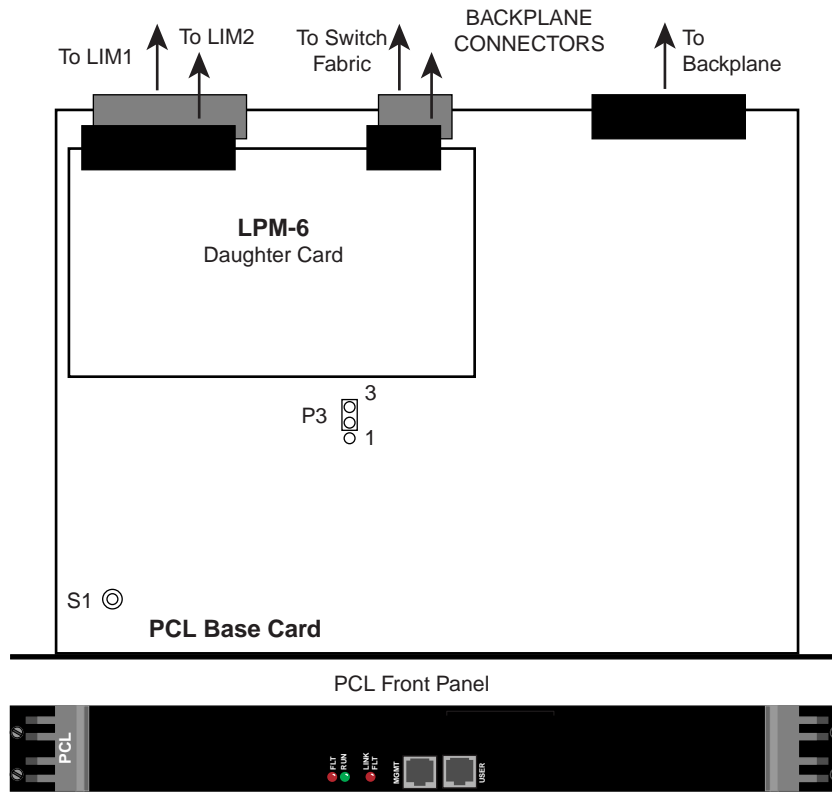 BACKPLANE
CONNECTORS
To LIM1
To LIM2
To Switch
Fabric
To
Backplane
LPM-6
Daughter Card
3
P3
1
S1
PCL Base Card
PCL Front Panel
PCL
FLT
RUN
LINK
FLT
MGMT
USER